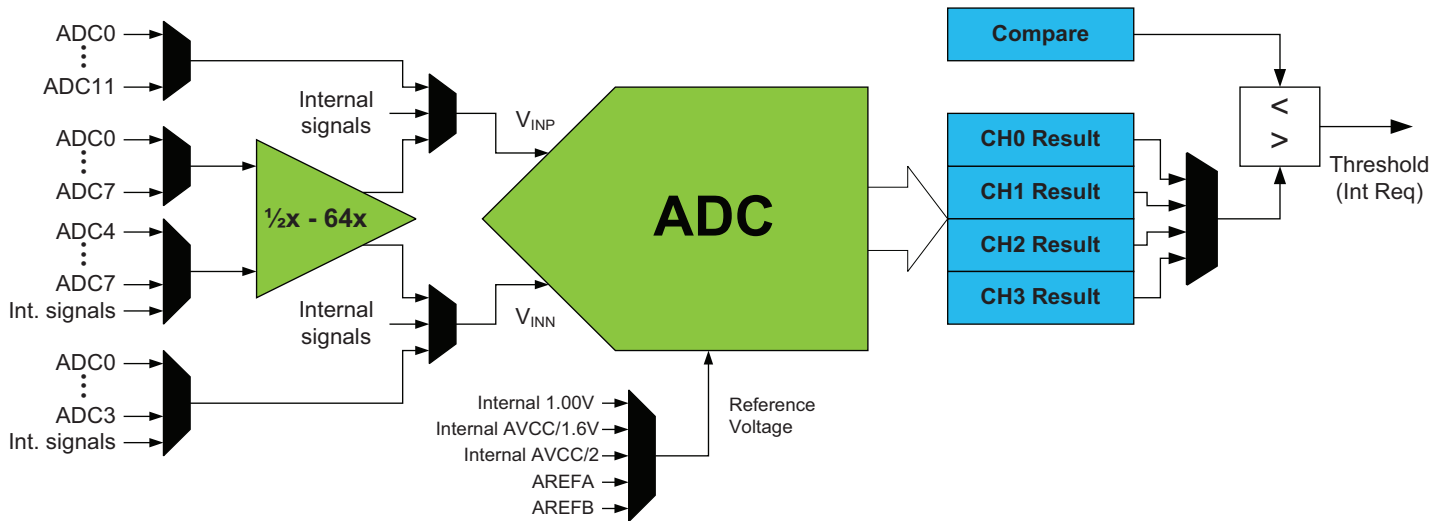 ADC0
ADC11
ADC0
ADC7
ADC4
ADC7
Int. signals
ADC0
ADC3
Int. signals
½x - 64x
Internal
signals
Internal
signals
VINP
VINN
ADC
Internal 1.00V
Internal AVCC/1.6V
Internal AVCC/2
AREFA
AREFB
Reference
Voltage
Compare
CH0 Result
CH1 Result
CH2 Result
CH3 Result
<
>
Threshold
(Int Req)